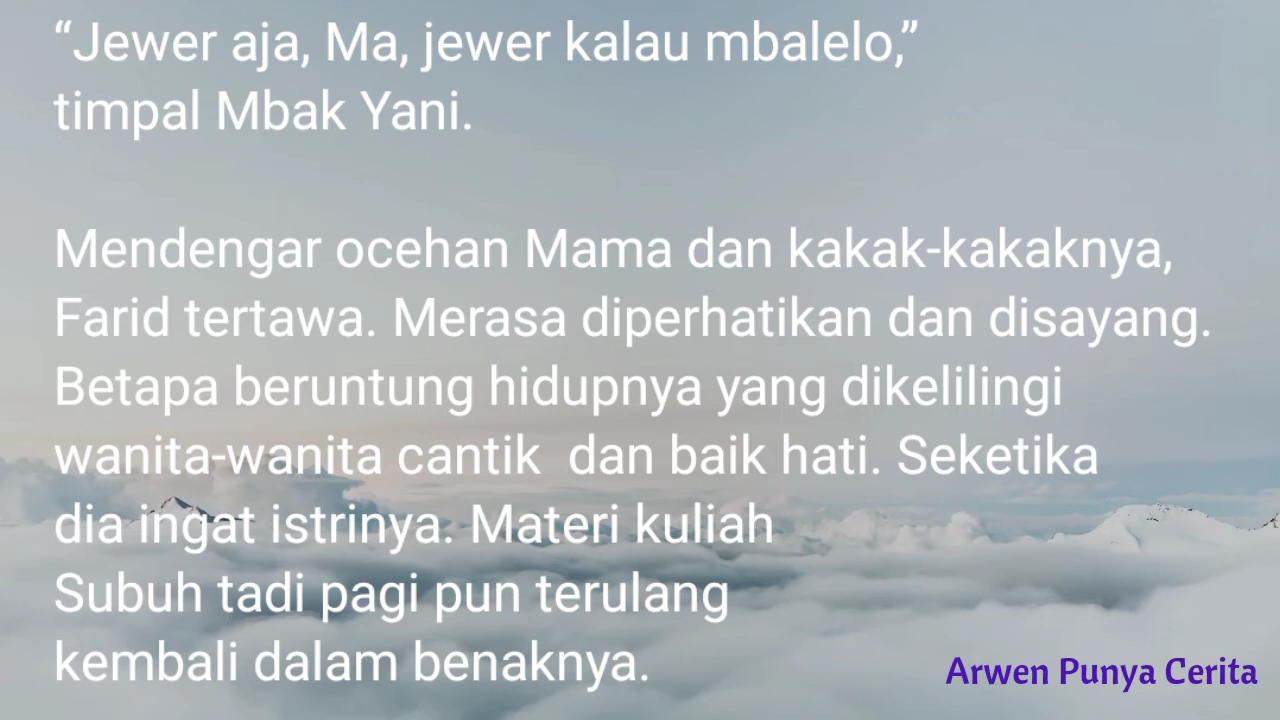 “Jewer aja, Ma, jewer kalau mbalelo,”
timpal Mbak Yani.
Mendengar ocehan Mama dan kakak-kakaknya,
Farid tertawa. Merasa diperhatikan dan disayang.
Betapa beruntung hidupnya yang dikelilingi
wanita-wanita cantik  dan baik hati. Seketika
dia ingat istrinya. Materi kuliah
Subuh tadi pagi pun terulang
kembali dalam benaknya.
Arwen Punya Cerita